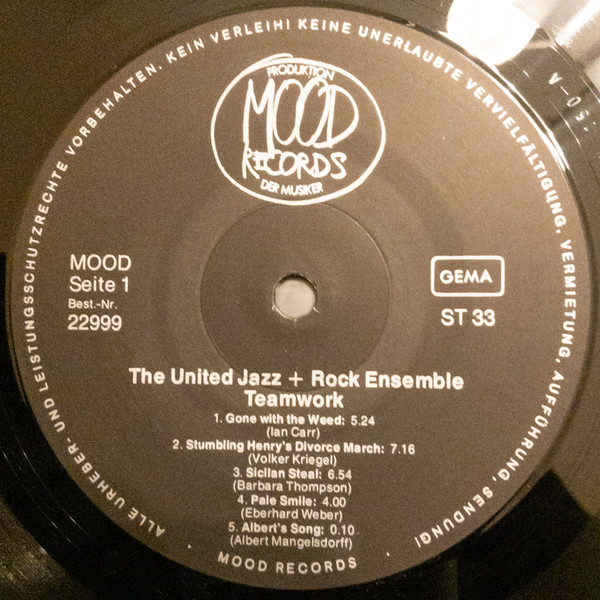 ALLE URHEBER- UND LEISTUNGSSCHUTZRECHTE VORBEHALTEN. KEIN VERLEIH! KEINE UNERLAUBTE VERVIELFÄLTIGUNG, VERMIETUNG, AUFFÜHRUNG, SENDUNG!
PRODUKTION
MOOD
RECORDS
DER MUSIKER
MOOD
Seite 1
Best.-Nr.
22999
GEMA
ST 33
The United Jazz + Rock Ensemble
Teamwork
1. Gone with the Weed: 5.24
(Ian Carr)
2. Stumbling Henry's Divorce March: 7.16
(Volker Kriegel)
3. Sicilan Steal: 6.54
(Barbara Thompson)
4. Pale Smile: 4.00
(Eberhard Weber)
5. Albert's Song: 0.10
(Albert Mangelsdorff)
· MOOD RECORDS ·